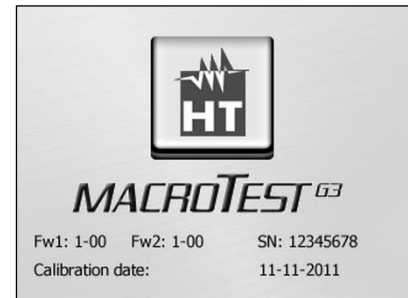 HT
MACROTEST G3
Fw1: 1-00 Fw2: 1-00 SN: 12345678
Calibration date: 11-11-2011